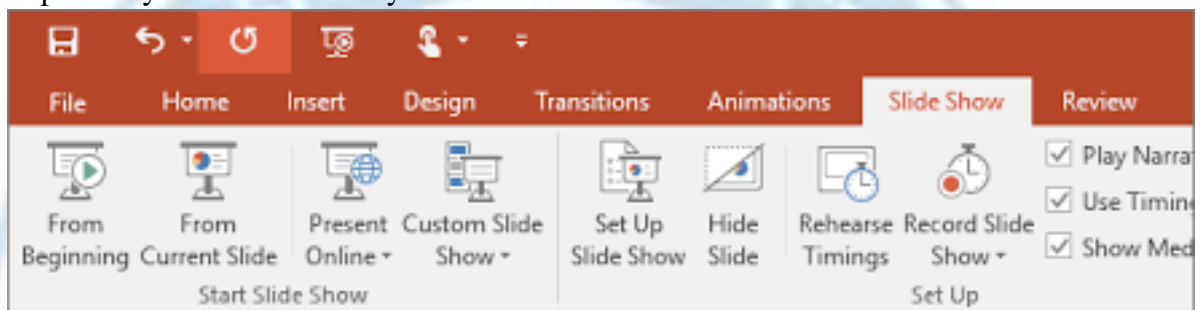 File Home Insert Design Transitions Animations Slide Show Review
From Beginning
From Current Slide
Present Online
Custom Slide Show
Set Up Slide Show
Hide Slide
Rehearse Timings
Record Slide Show
Play Narra
Use Timing
Show Med
Start Slide Show
Set Up